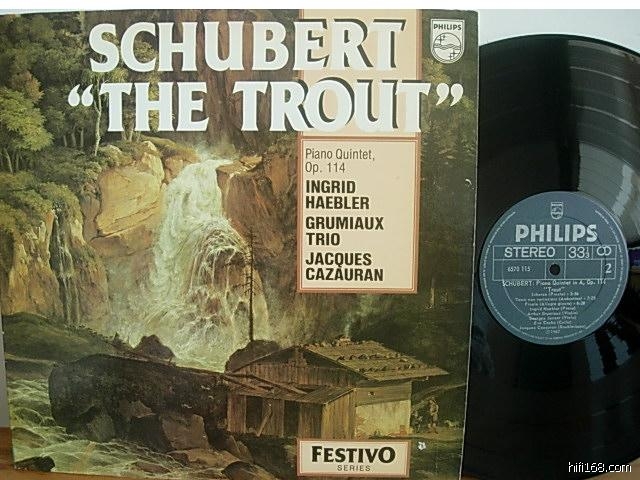 SCHUBERT
"THE TROUT"
PHILIPS
Piano Quintet,
Op. 114
INGRID
HAEBLER
GRUMIAUX
TRIO
JACQUES
CAZAURAN
FESTIVO
SERIES
PHILIPS
STEREO 33⅓
6570 115
2
SCHUBERT: Piano Quintet in A, Op. 114
"Trout"
hifi168.com